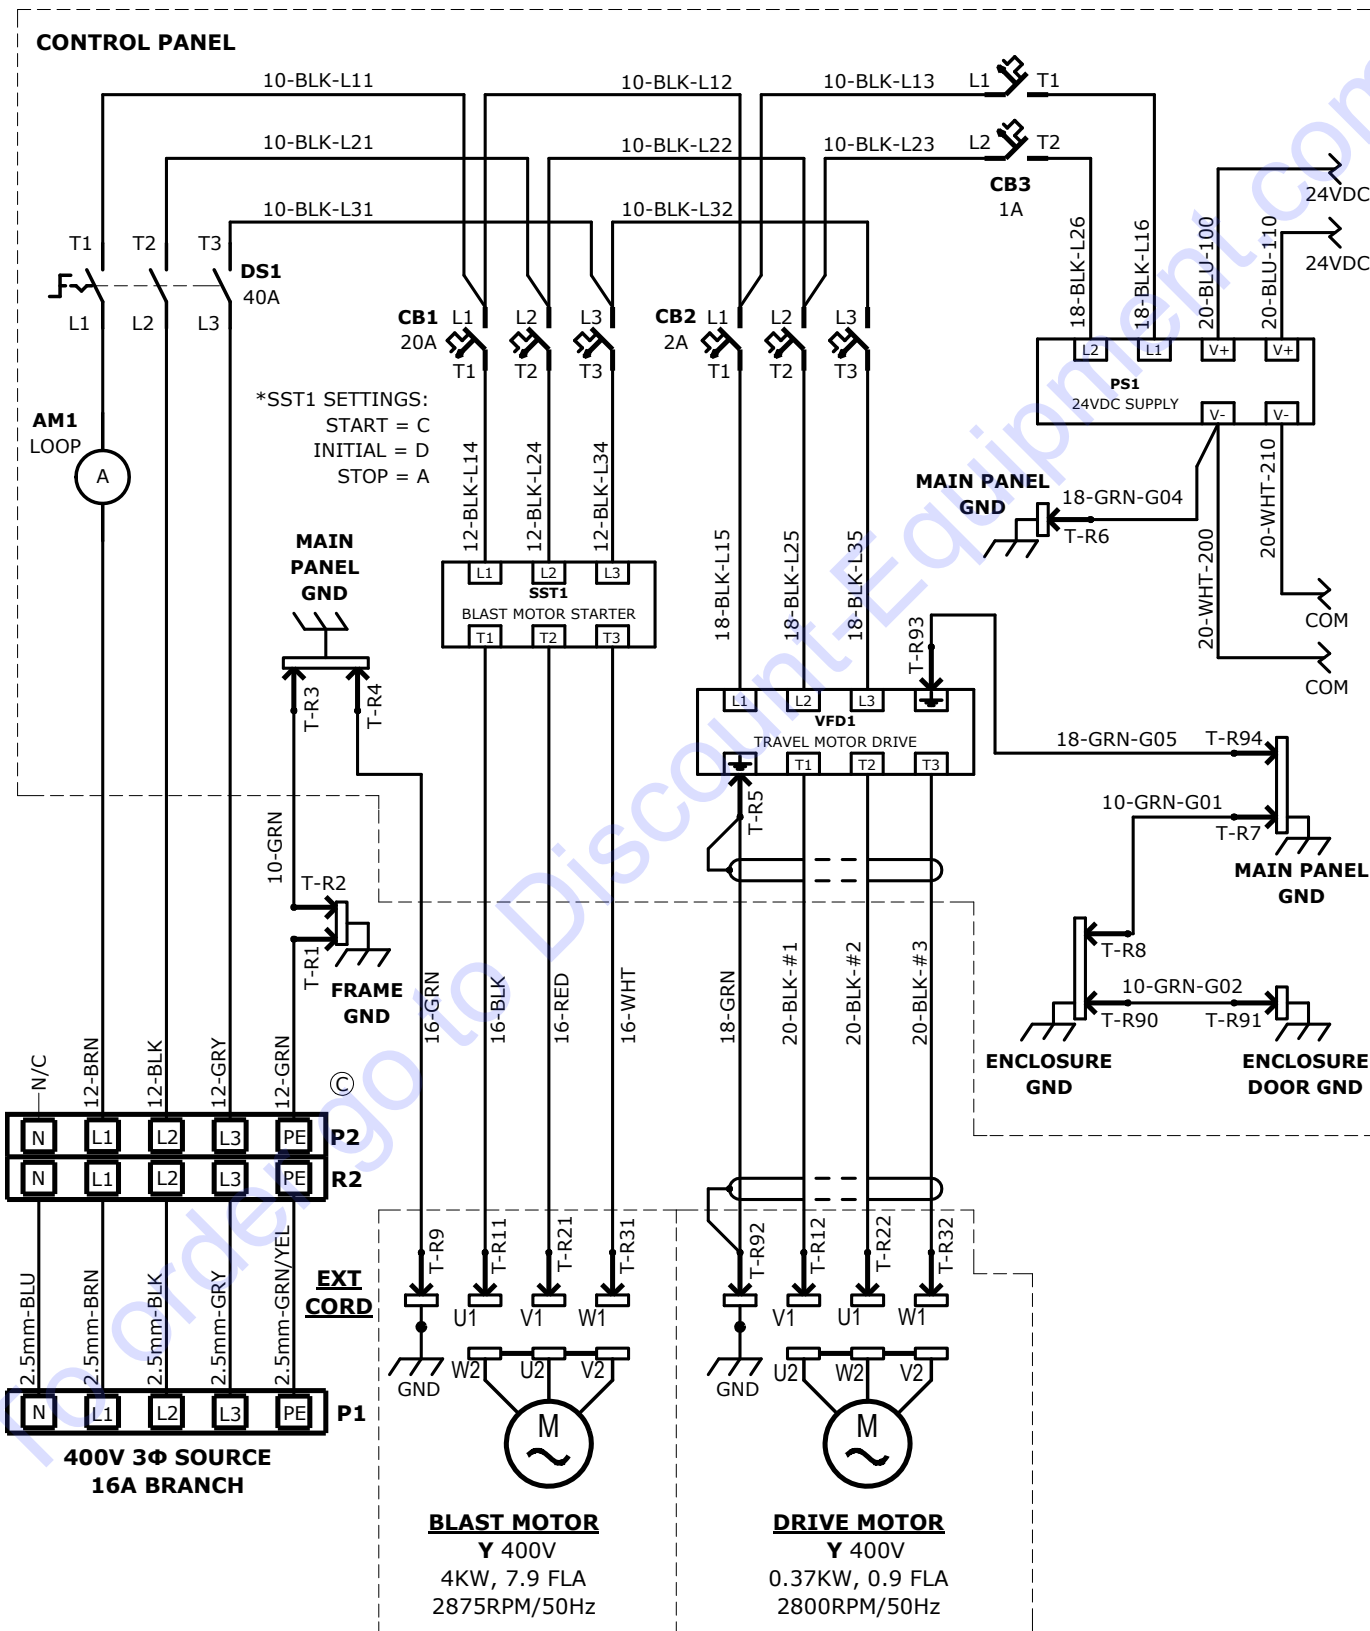 CONTROL PANEL
10-BLK-L11
10-BLK-L12
10-BLK-L13
L1
T1
10-BLK-L21
10-BLK-L22
10-BLK-L23
L2
T2
CB3
1A
10-BLK-L31
10-BLK-L32
24VDC
24VDC
18-BLK-L26
18-BLK-L16
20-BLU-100
20-BLU-110
T1
T2
T3
DS1
40A
L1
L2
L3
CB1
20A
L1
L2
L3
T1
T2
T3
CB2
2A
L1
L2
L3
T1
T2
T3
L2
L1
V+
V+
PS1
24VDC SUPPLY
V-
V-
*SST1 SETTINGS:
START = C
INITIAL = D
STOP = A
AM1
LOOP
A
12-BLK-L14
12-BLK-L24
12-BLK-L34
MAIN PANEL
GND
18-GRN-G04
T-R6
20-WHT-200
20-WHT-210
COM
COM
MAIN
PANEL
GND
T-R3
T-R4
L1
L2
L3
SST1
BLAST MOTOR STARTER
T1
T2
T3
18-BLK-L15
18-BLK-L25
18-BLK-L35
T-R93
L1
L2
L3
VFD1
TRAVEL MOTOR DRIVE
T1
T2
T3
T-R5
18-GRN-G05
T-R94
10-GRN-G01
T-R7
MAIN PANEL
GND
T-R8
10-GRN-G02
T-R90
T-R91
ENCLOSURE
GND
ENCLOSURE
DOOR GND
10-GRN
T-R2
T-R1
FRAME
GND
16-GRN
16-BLK
16-RED
16-WHT
18-GRN
20-BLK-#1
20-BLK-#2
20-BLK-#3
N/C
12-BRN
12-BLK
12-GRY
12-GRN
C
N
L1
L2
L3
PE
P2
N
L1
L2
L3
PE
R2
2.5mm-BLU
2.5mm-BRN
2.5mm-BLK
2.5mm-GRY
2.5mm-GRN/YEL
EXT
CORD
N
L1
L2
L3
PE
P1
400V 3Φ SOURCE
16A BRANCH
T-R9
T-R11
T-R21
T-R31
T-R92
T-R12
T-R22
T-R32
U1
V1
W1
V1
U1
W1
GND
W2
U2
V2
GND
U2
W2
V2
M
M
BLAST MOTOR
Y 400V
4KW, 7.9 FLA
2875RPM/50Hz
DRIVE MOTOR
Y 400V
0.37KW, 0.9 FLA
2800RPM/50Hz
To order go to Discount-Equipment.com